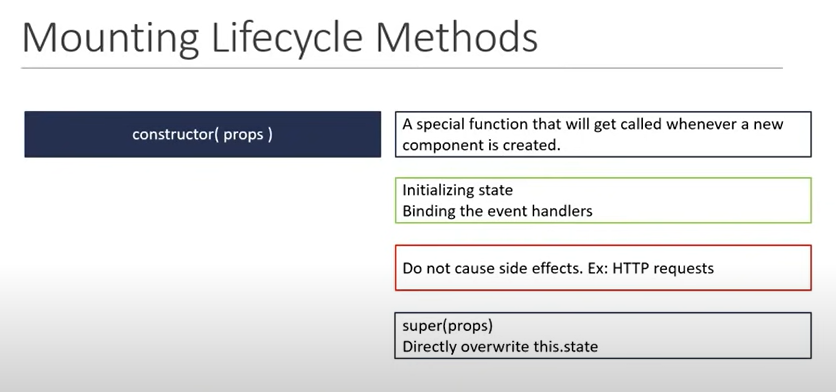 Mounting Lifecycle Methods
constructor( props )
A special function that will get called whenever a new
component is created.
Initializing state
Binding the event handlers
Do not cause side effects. Ex: HTTP requests
super(props)
Directly overwrite this.state